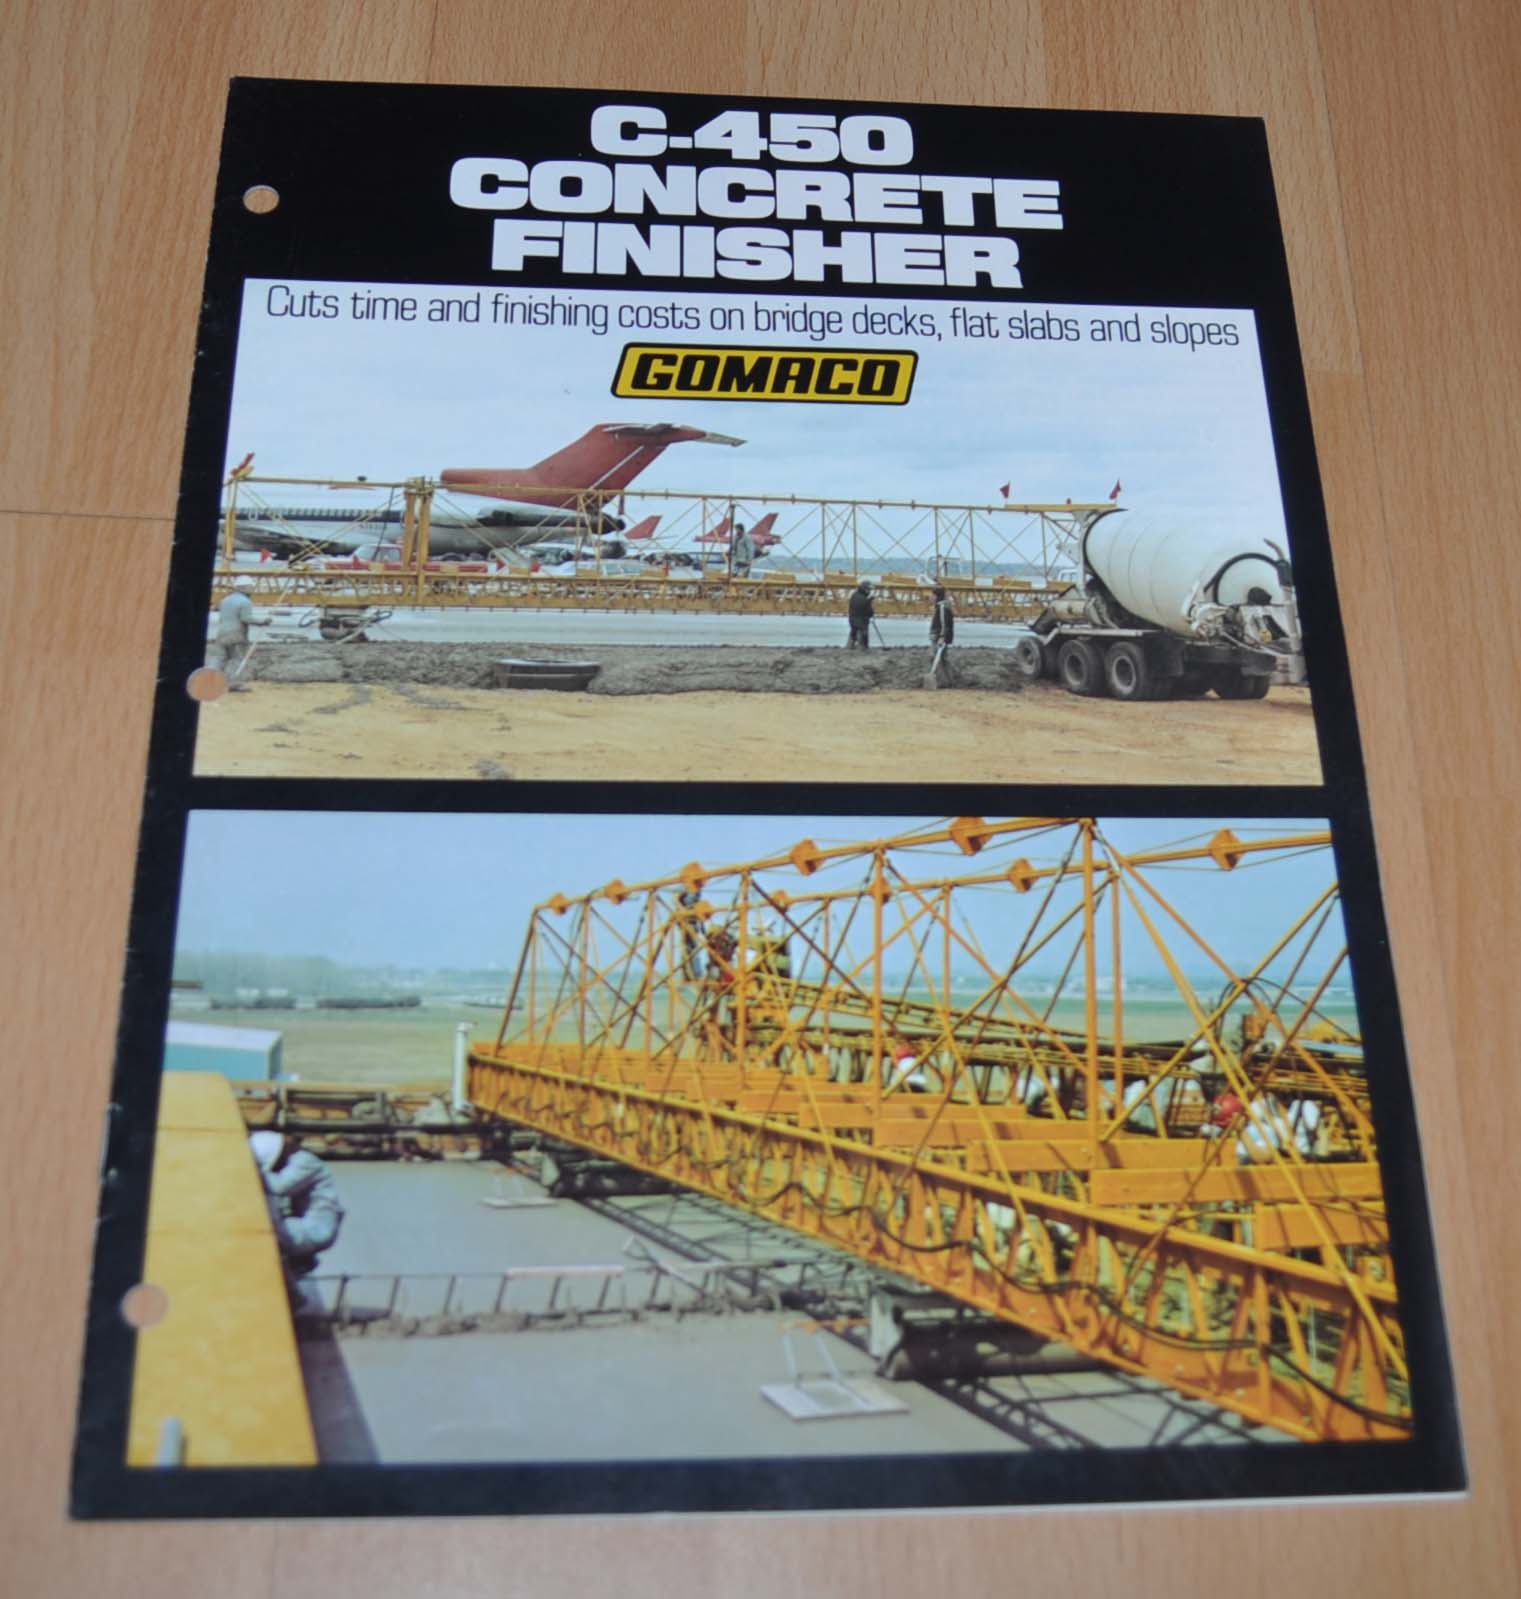 C-450
CONCRETE
FINISHER
Cuts time and finishing costs on bridge decks, flat slabs and slopes
GOMACO